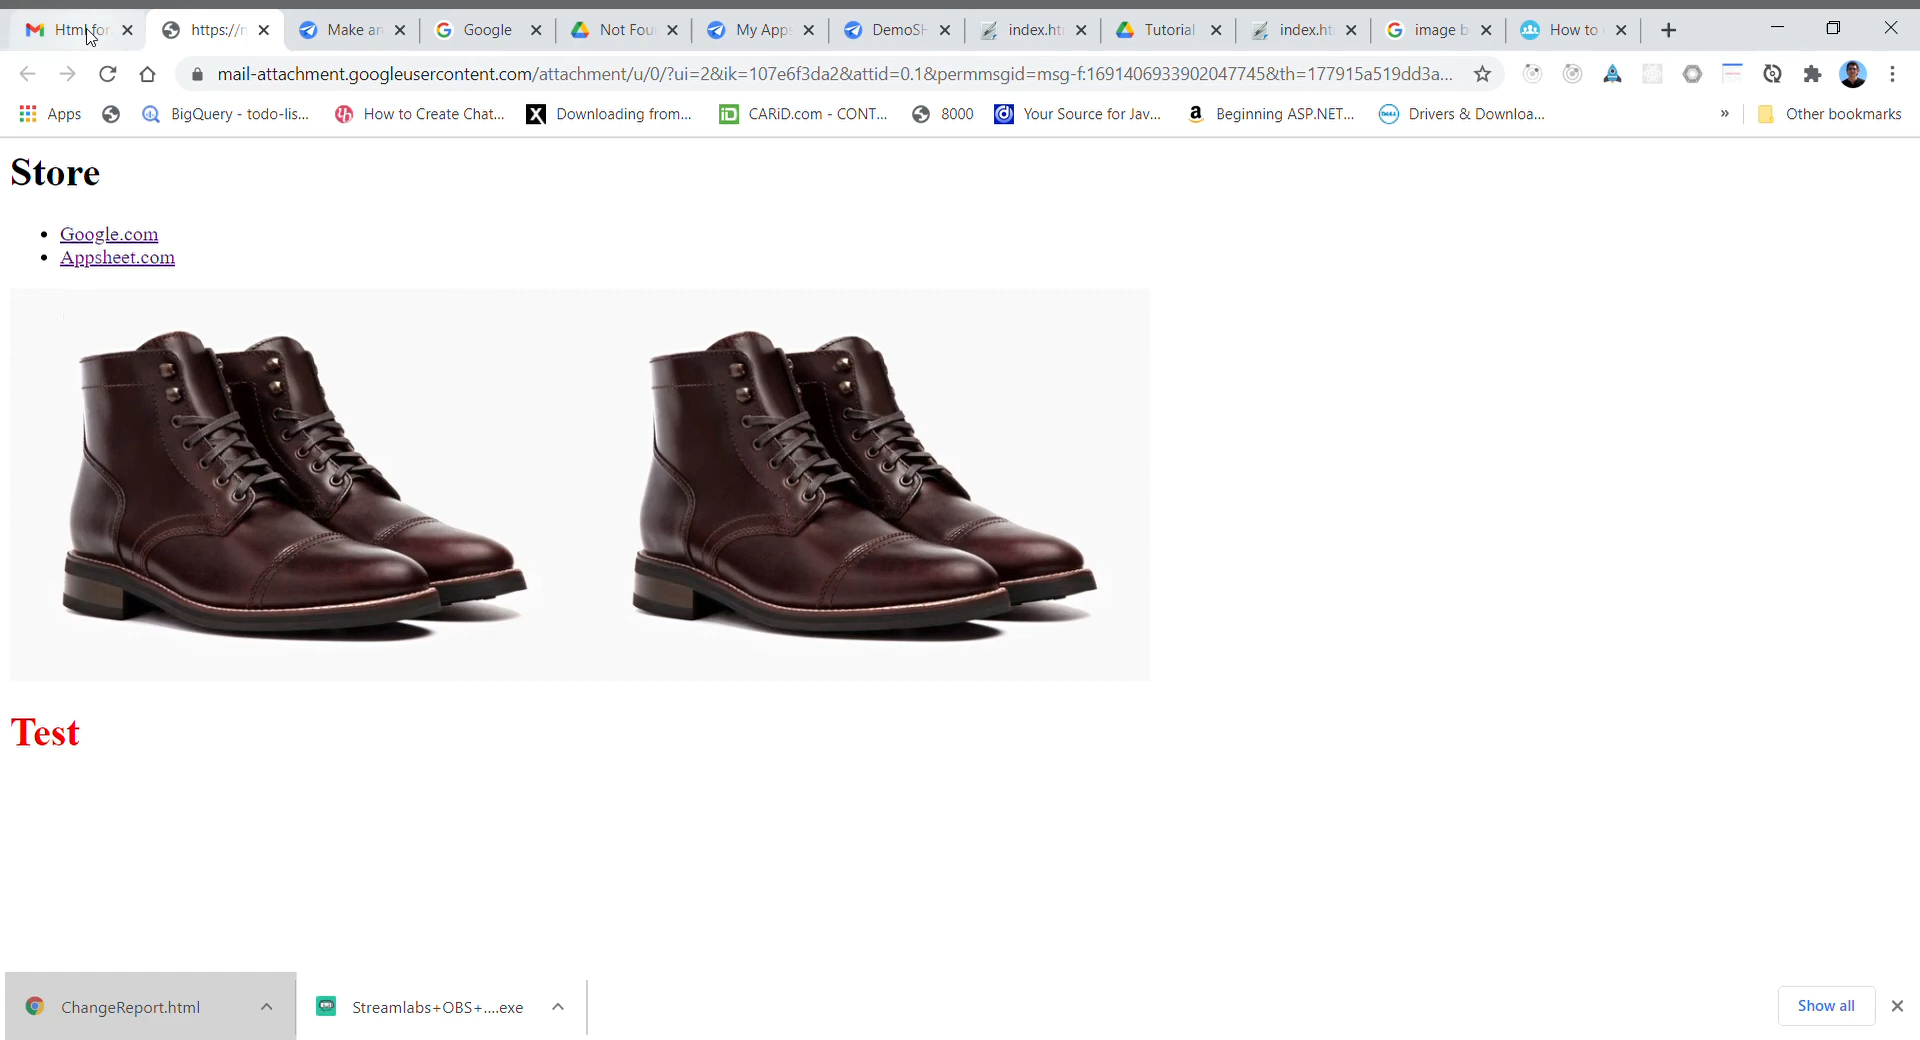 Html for
https://n
Make an
Google
Not Fou
My Apps
DemoSH
index.ht
Tutorial
index.ht
image b
How to
mail-attachment.googleusercontent.com/attachment/u/0/?ui=2&ik=107e6f3da2&attid=0.1&permmsgid=msg-f:1691406933902047745&th=177915a519dd3a...
Apps
BigQuery - todo-lis...
How to Create Chat...
Downloading from...
CARiD.com - CONT...
8000
Your Source for Jav...
Beginning ASP.NET...
Drivers & Downloa...
»
Other bookmarks
Store
• Google.com
• Appsheet.com
Test
ChangeReport.html
Streamlabs+OBS+....exe
Show all